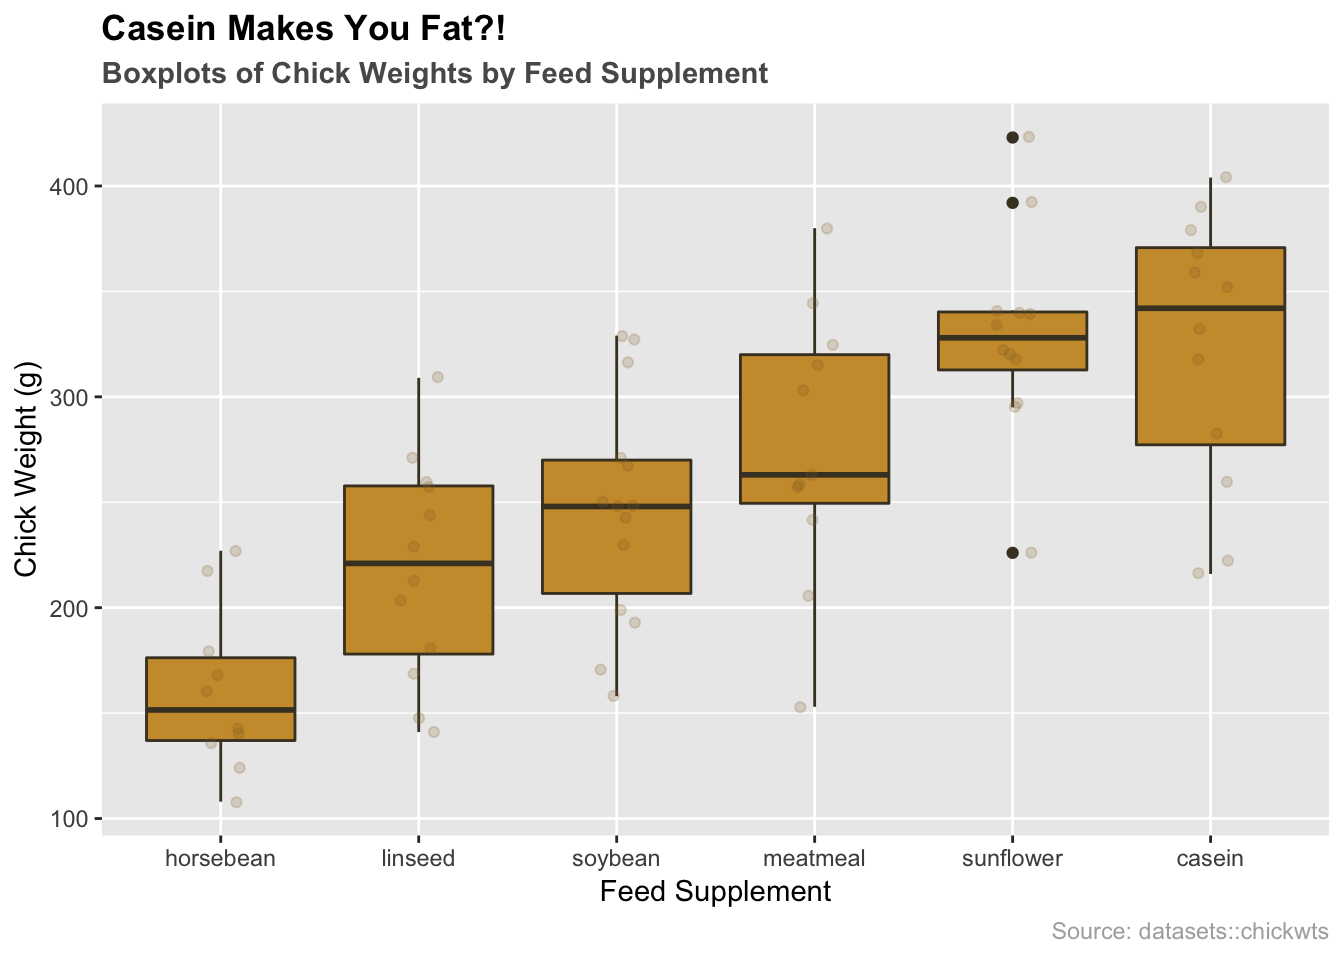 Casein Makes You Fat?!
Boxplots of Chick Weights by Feed Supplement
Chick Weight (g)
400
300
200
100
horsebean linseed soybean meatmeal sunflower casein
Feed Supplement
Source: datasets::chickwts